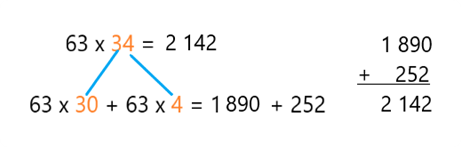 63 x 34 = 2 142
63 x 30 + 63 x 4 = 1 890 + 252
1 890
+ 252
2 142